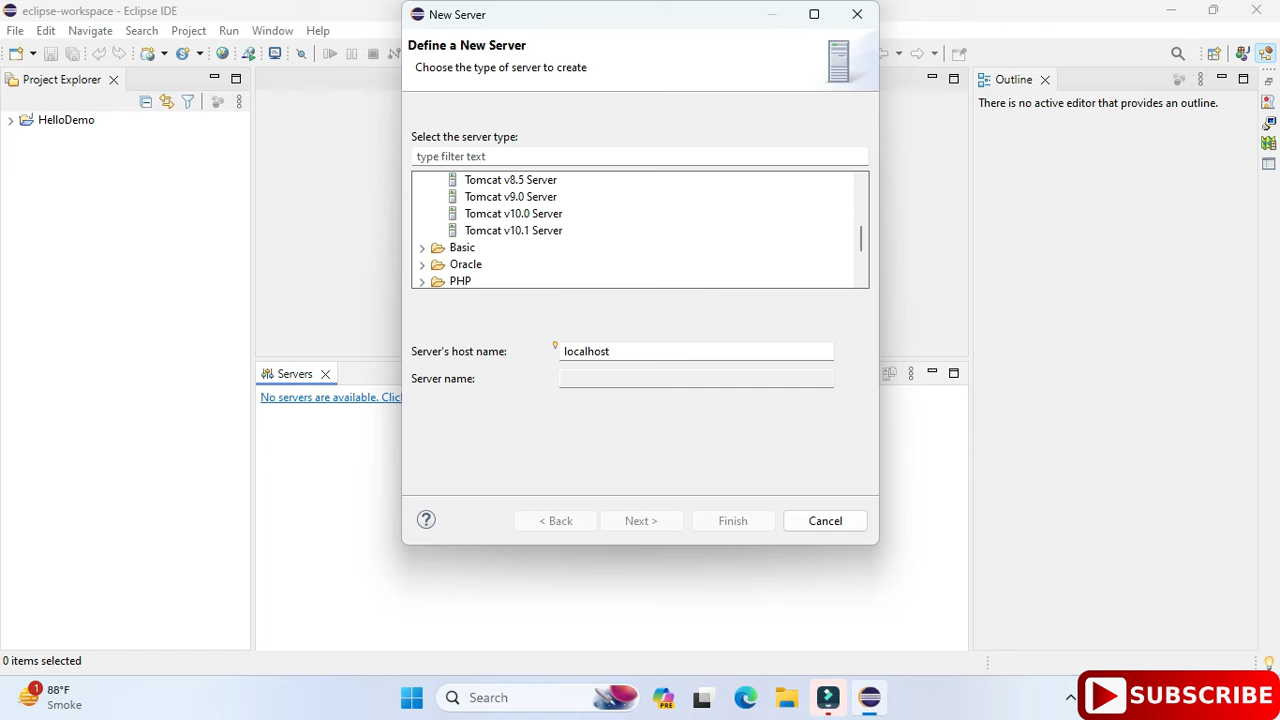 eclipse-workspace - Eclipse IDE
File Edit Navigate Search Project Run Window Help
Project Explorer
HelloDemo
New Server
Define a New Server
Choose the type of server to create
Select the server type:
type filter text
Tomcat v8.5 Server
Tomcat v9.0 Server
Tomcat v10.0 Server
Tomcat v10.1 Server
Basic
Oracle
PHP
Server's host name: localhost
Server name:
< Back Next > Finish Cancel
Servers
No servers are available. Clic
Outline
There is no active editor that provides an outline.
0 items selected
1
88°F
Smoke
Search
PRE
SUBSCRIBE